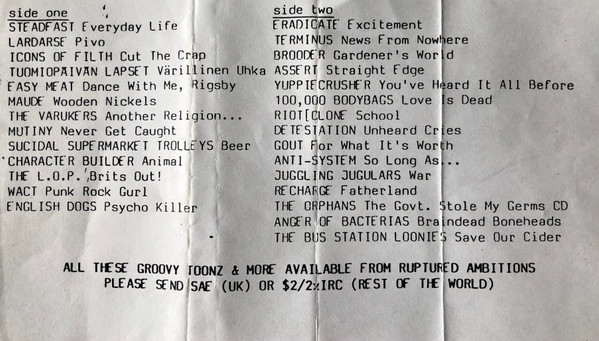 side one
STEADFAST Everyday Life
LARDARSE Pivo
ICONS OF FILTH Cut The Crap
TUOMIOPAIVAN LAPSET Värillinen Uhka
EASY MEAT Dance With Me, Rigsby
MAUDE Wooden Nickels
THE VARUKERS Another Religion...
MUTINY Never Get Caught
SUCIDAL SUPERMARKET TROLLEYS Beer
CHARACTER BUILDER Animal
THE L.O.P. Brits Out!
WACT Punk Rock Gurl
ENGLISH DOGS Psycho Killer
side two
ERADICATE Excitement
TERMINUS News From Nowhere
BROODER Gardener's World
ASSERT Straight Edge
YUPPIECRUSHER You've Heard It All Before
100,000 BODYBAGS Love Is Dead
RIOT[CLONE School
DETESTATION Unheard Cries
GOUT For What It's Worth
ANTI-SYSTEM So Long As...
JUGGLING JUGULARS War
RECHARGE Fatherland
THE ORPHANS The Govt. Stole My Germs CD
ANGER OF BACTERIAS Braindead Boneheads
THE BUS STATION LOONIES Save Our Cider
ALL THESE GROOVY TOONZ & MORE AVAILABLE FROM RUPTURED AMBITIONS
PLEASE SEND SAE (UK) OR $2/2xIRC (REST OF THE WORLD)